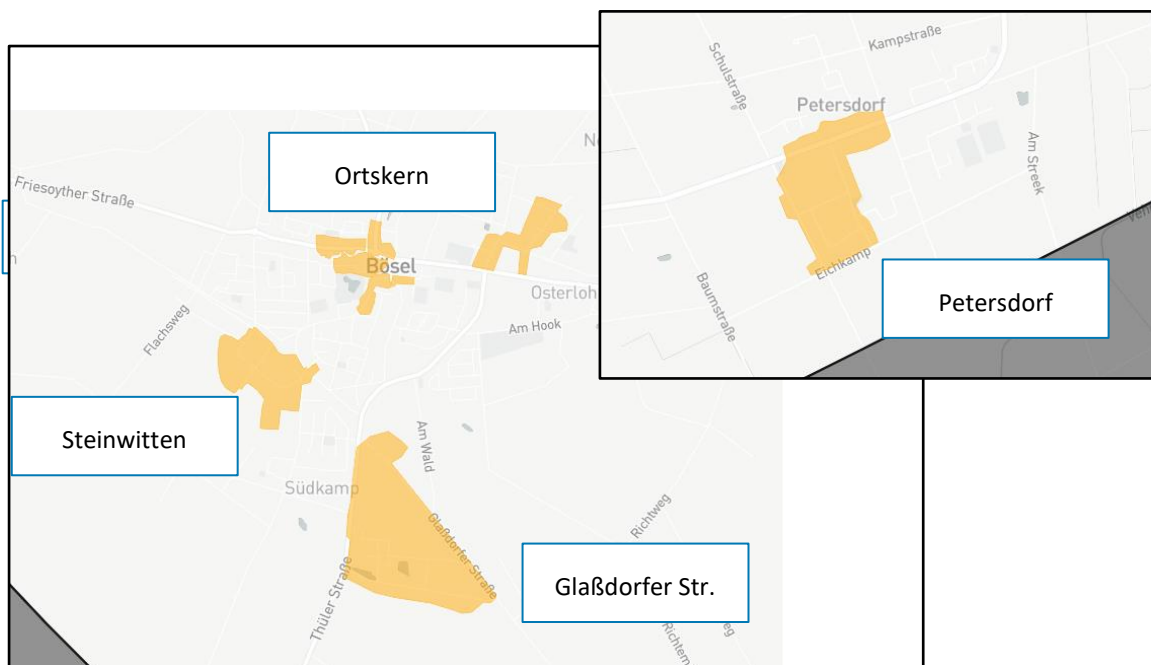 Kampstraße
Schulstraße
Petersdorf
Am Streek
Eichkamp
Baumstraße
Petersdorf
Ortskern
Friesoyther Straße
Bösel
Osterloh
Am Hook
Flachsweg
Steinwitten
Am Wald
Südkamp
Glaßdorfer Straße
Richtweg
Thüler Straße
Glaßdorfer Str.